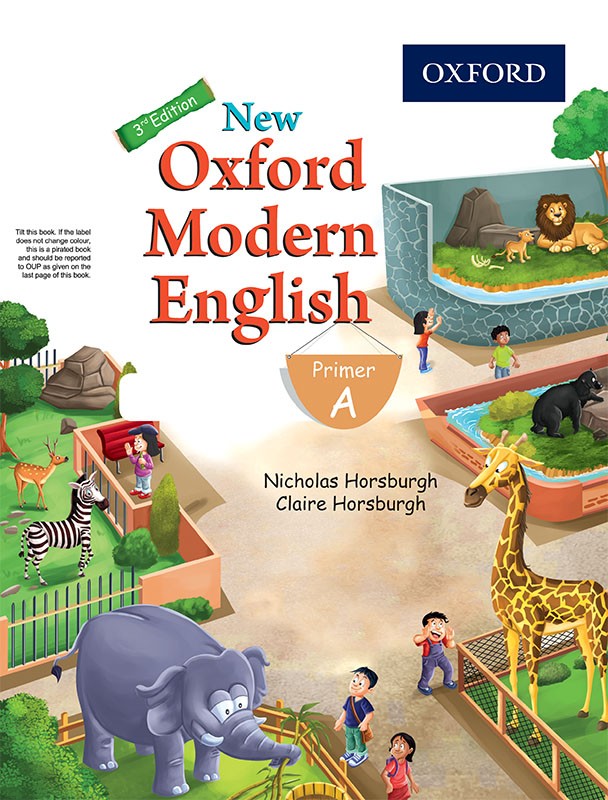 OXFORD
3rd Edition
New
Oxford
Modern
English
Tilt this book. If the label
does not change colour,
this is a pirated book
and should be reported
to OUP as given on the
last page of this book.
Primer
A
Nicholas Horsburgh
Claire Horsburgh